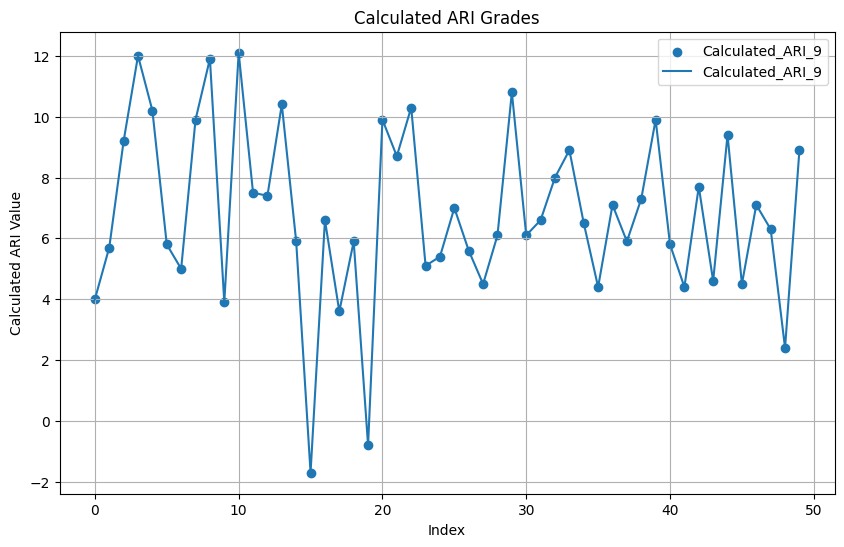 Calculated ARI Grades
Calculated_ARI_9
Calculated_ARI_9
Calculated ARI Value
12
10
8
6
4
2
0
−2
0 10 20 30 40 50
Index